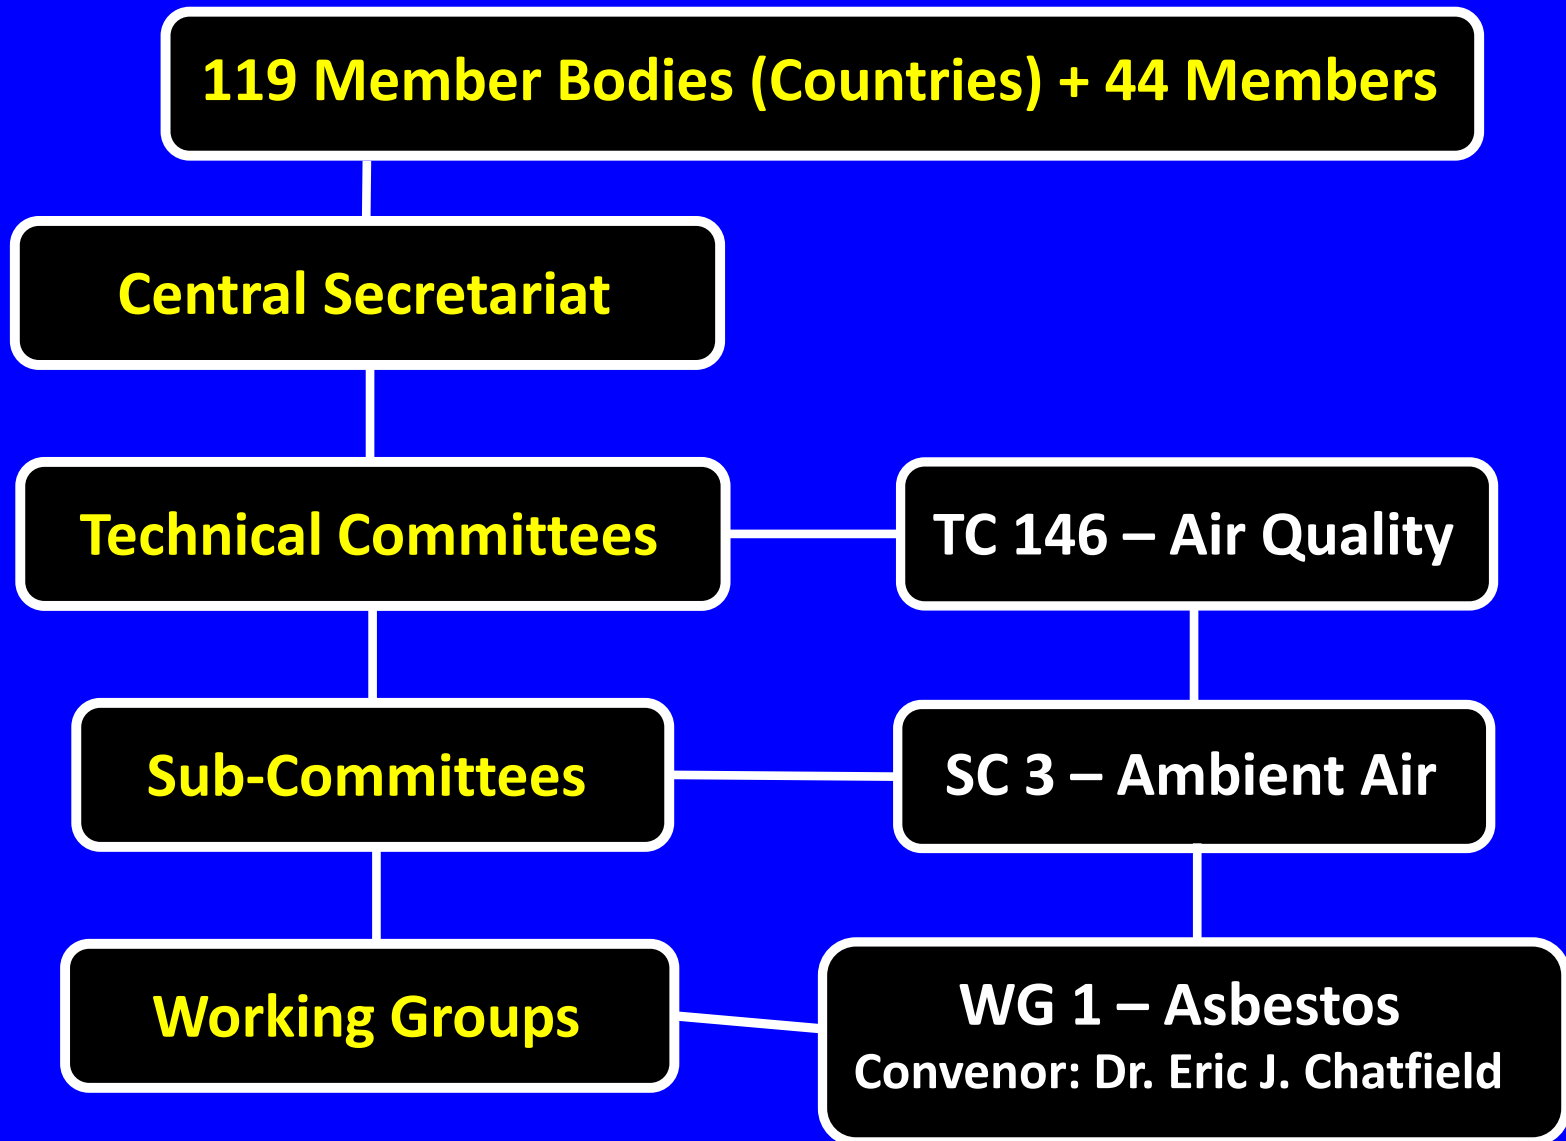 119 Member Bodies (Countries) + 44 Members
Central Secretariat
Technical Committees
TC 146 – Air Quality
Sub-Committees
SC 3 – Ambient Air
Working Groups
WG 1 – Asbestos
Convenor: Dr. Eric J. Chatfield